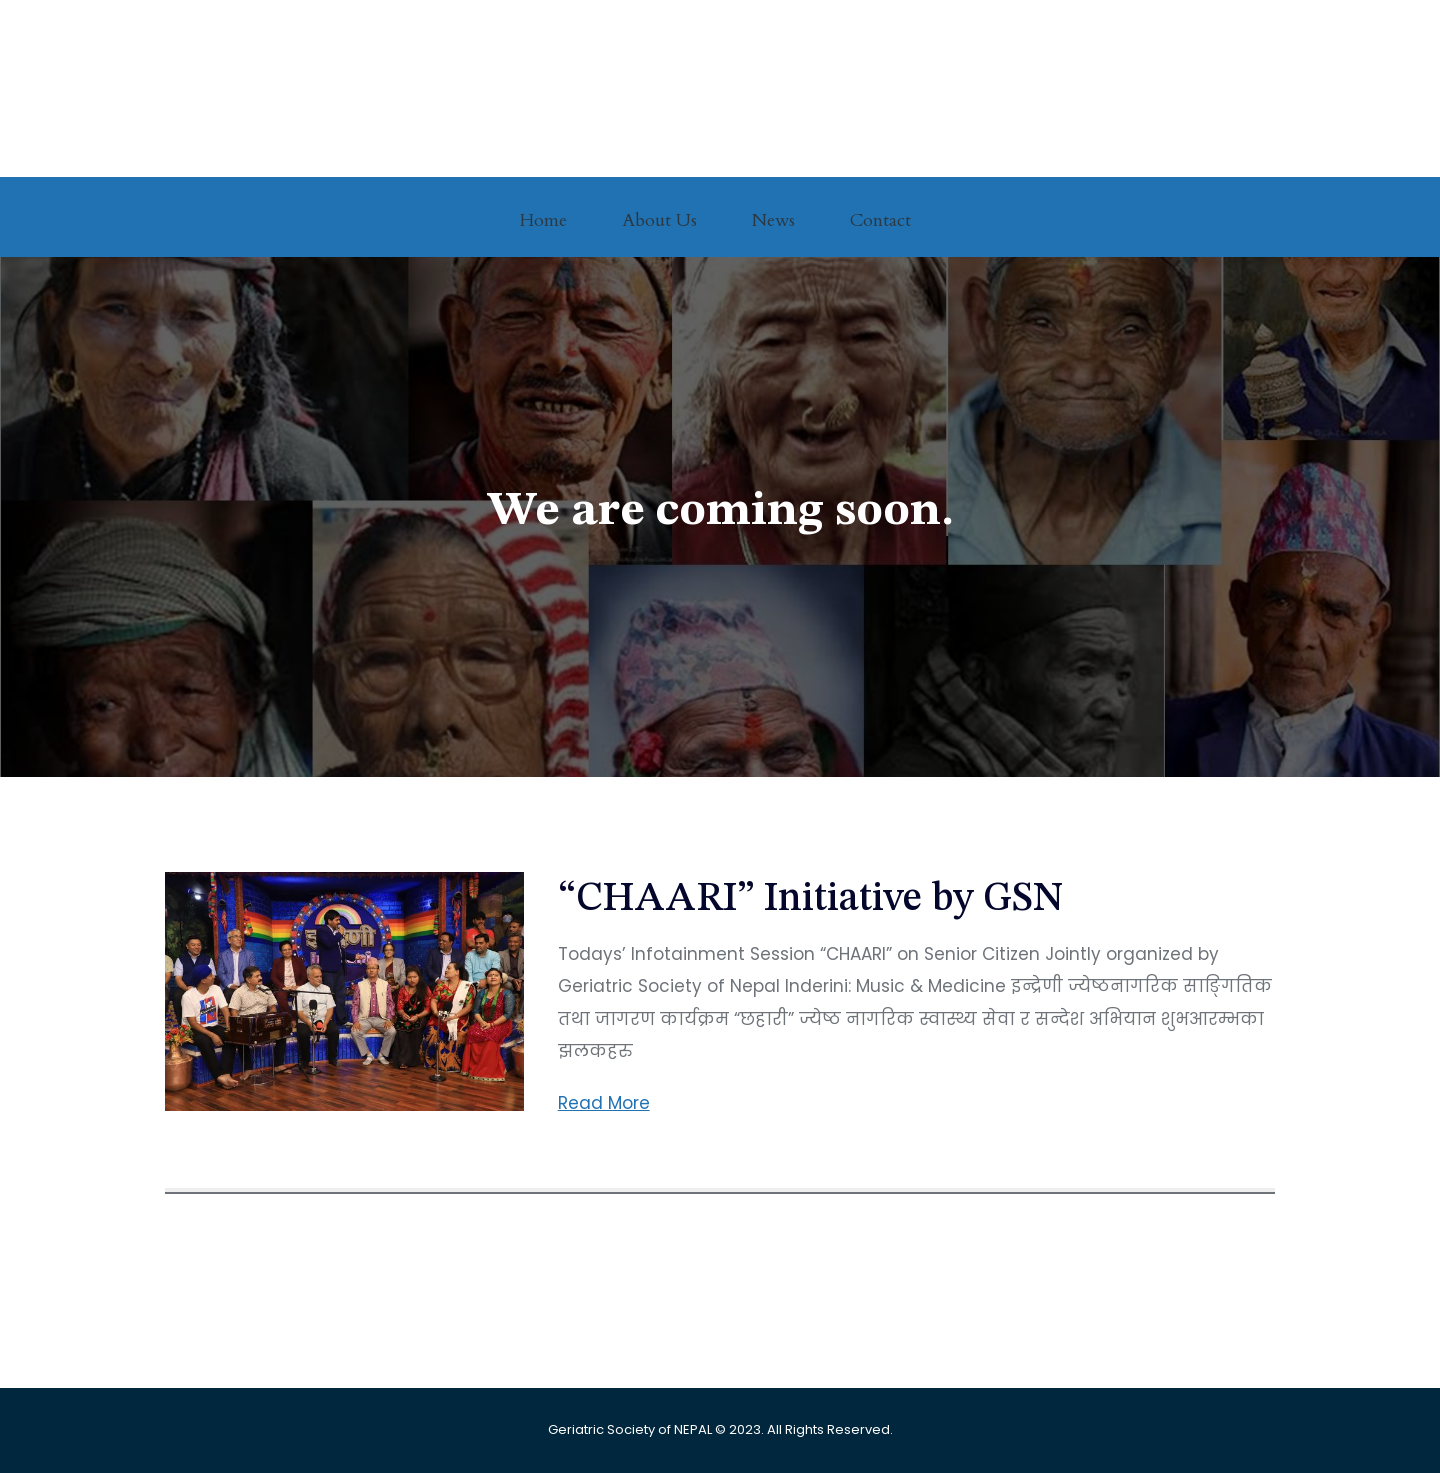 Home About Us News Contact
We are coming soon.
इन्द्रेणी
“CHAARI” Initiative by GSN
Todays’ Infotainment Session “CHAARI” on Senior Citizen Jointly organized by
Geriatric Society of Nepal Inderini: Music & Medicine इन्द्रेणी ज्येष्ठनागरिक साङ्गितिक
तथा जागरण कार्यक्रम “छहारी” ज्येष्ठ नागरिक स्वास्थ्य सेवा र सन्देश अभियान शुभआरम्भका
झलकहरु
Read More
Geriatric Society of NEPAL © 2023. All Rights Reserved.